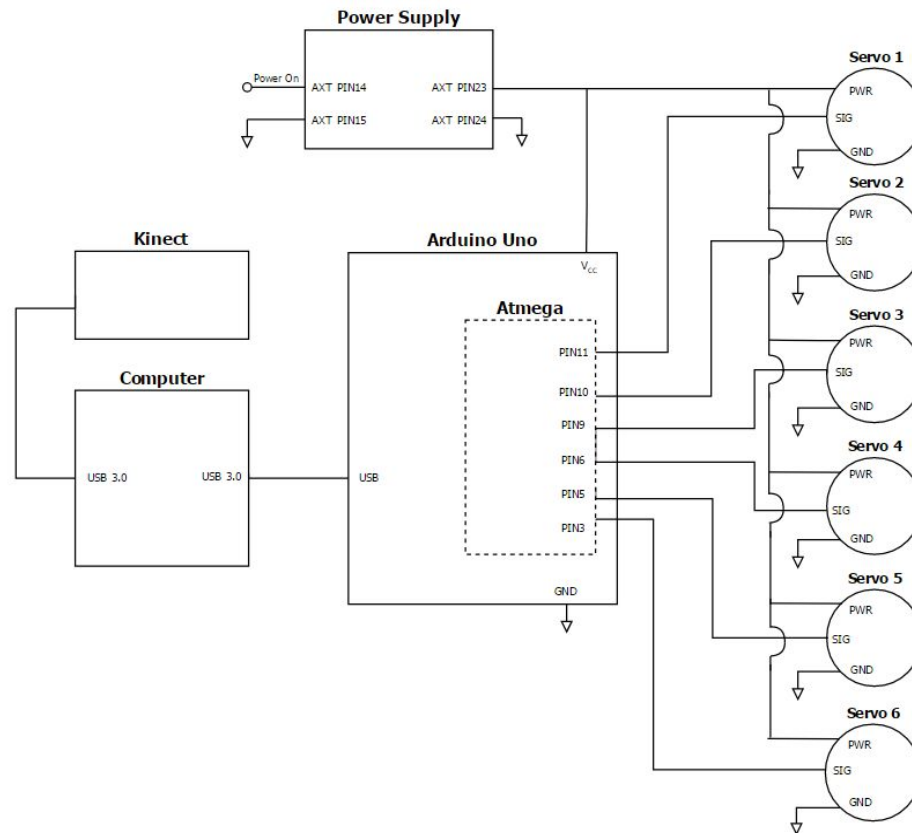 Power Supply
Power On
AXT PIN14
AXT PIN23
AXT PIN15
AXT PIN24
Servo 1
PWR
SIG
GND
Servo 2
PWR
SIG
GND
Kinect
Arduino Uno
VCC
Atmega
PIN11
PIN10
PIN9
PIN6
PIN5
PIN3
USB
GND
Computer
USB 3.0
USB 3.0
Servo 3
PWR
SIG
GND
Servo 4
PWR
SIG
GND
Servo 5
PWR
SIG
GND
Servo 6
PWR
SIG
GND